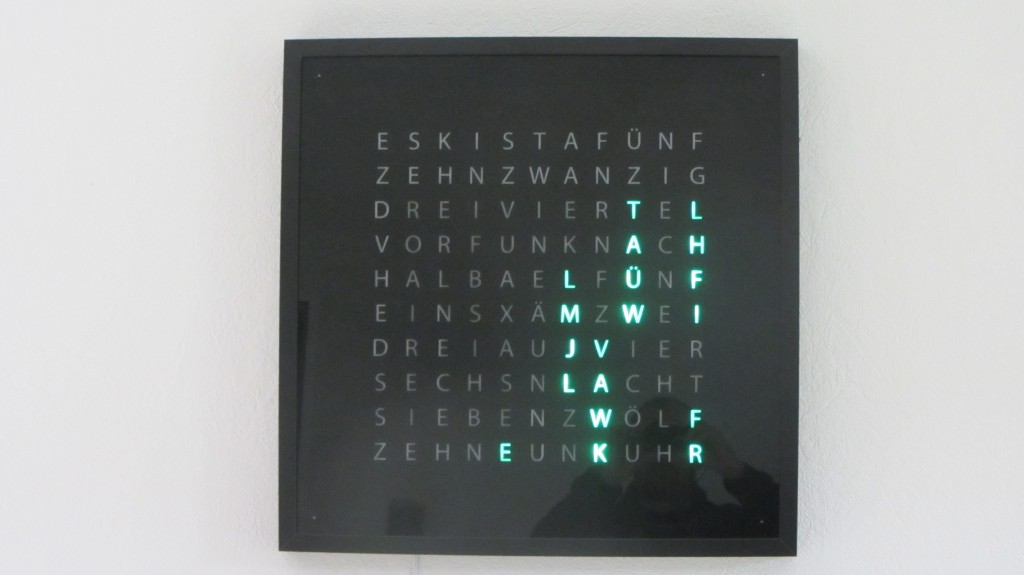 ESKISTAFÜNF
ZEHNZWANZIG
DREIVIERTEL
VORFUNKNACH
HALBAELFÜNF
EINSXÄMZWEI
DREIAUJVIER
SECHSNLACHT
SIEBENZWÖLF
ZEHNEUNKUHR